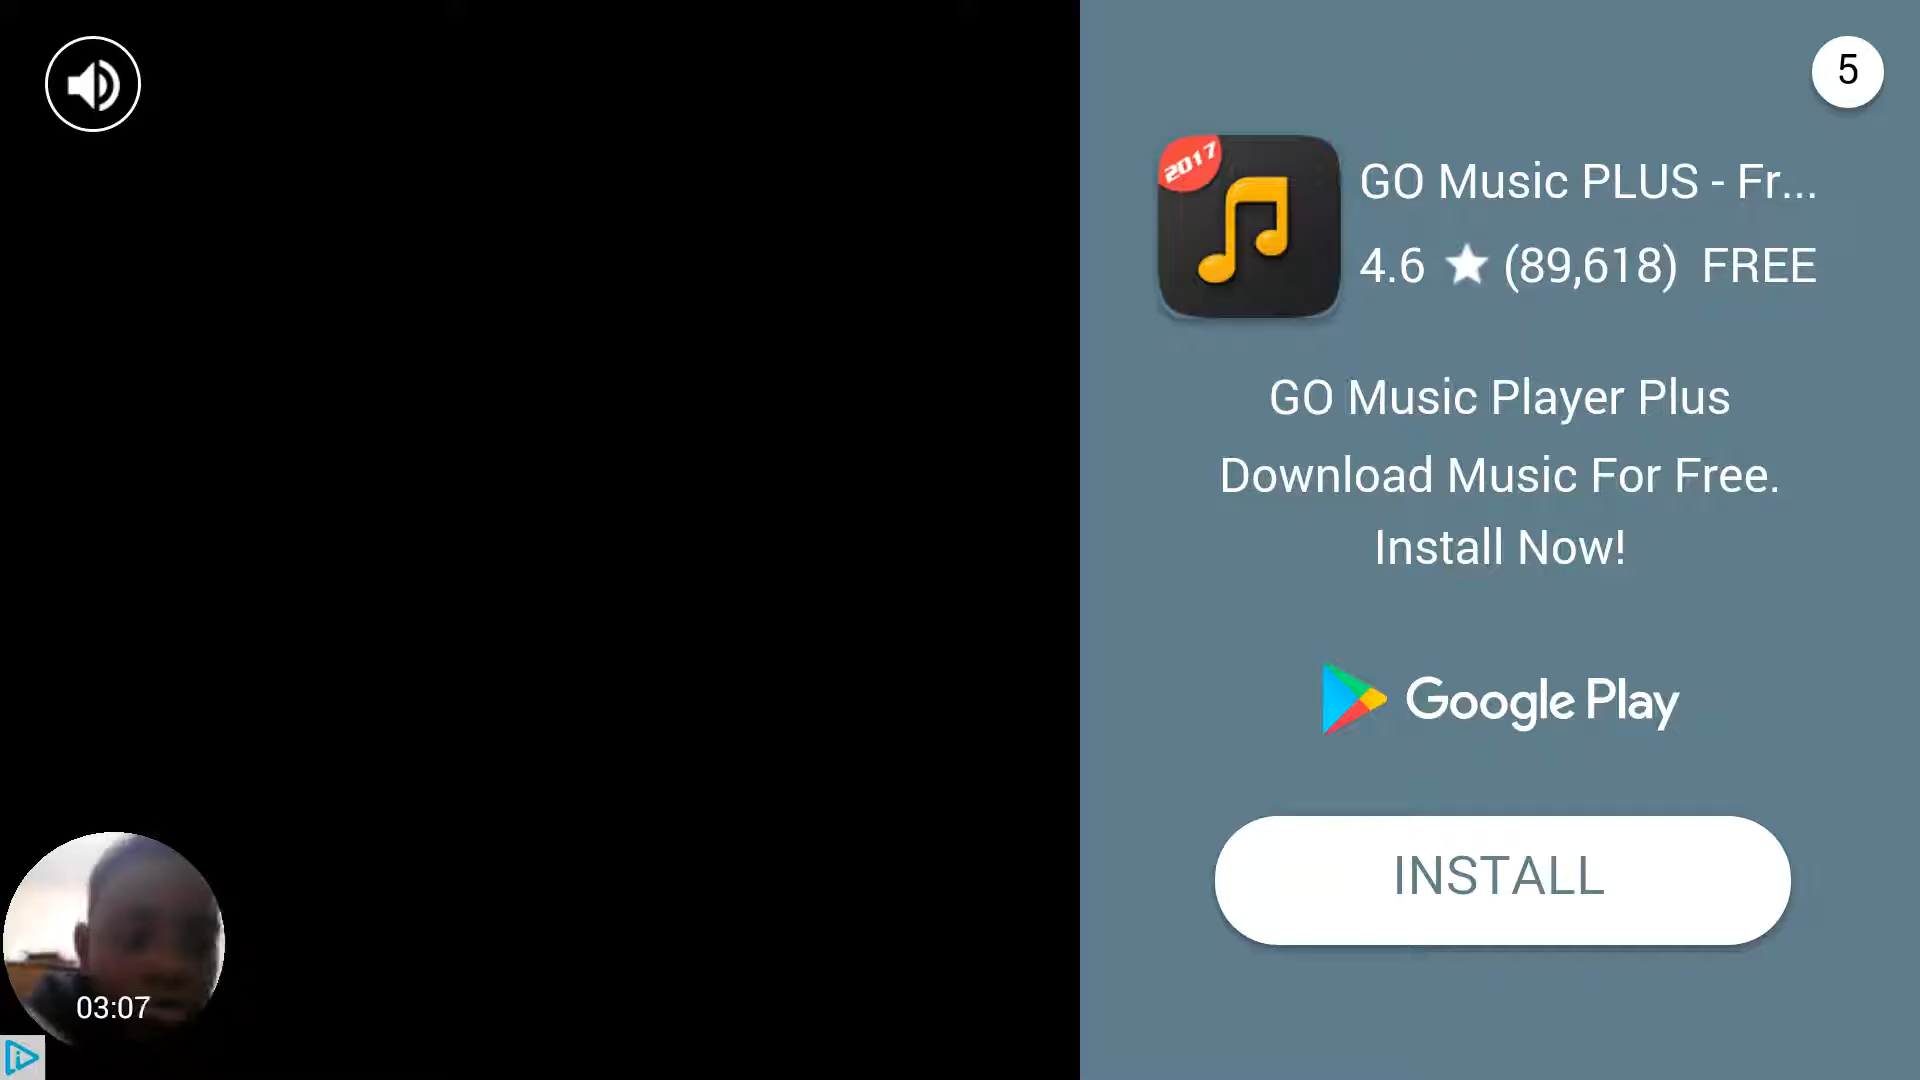 5
2017
GO Music PLUS - Fr...
4.6 ★ (89,618) FREE
GO Music Player Plus
Download Music For Free.
Install Now!
Google Play
INSTALL
03:07